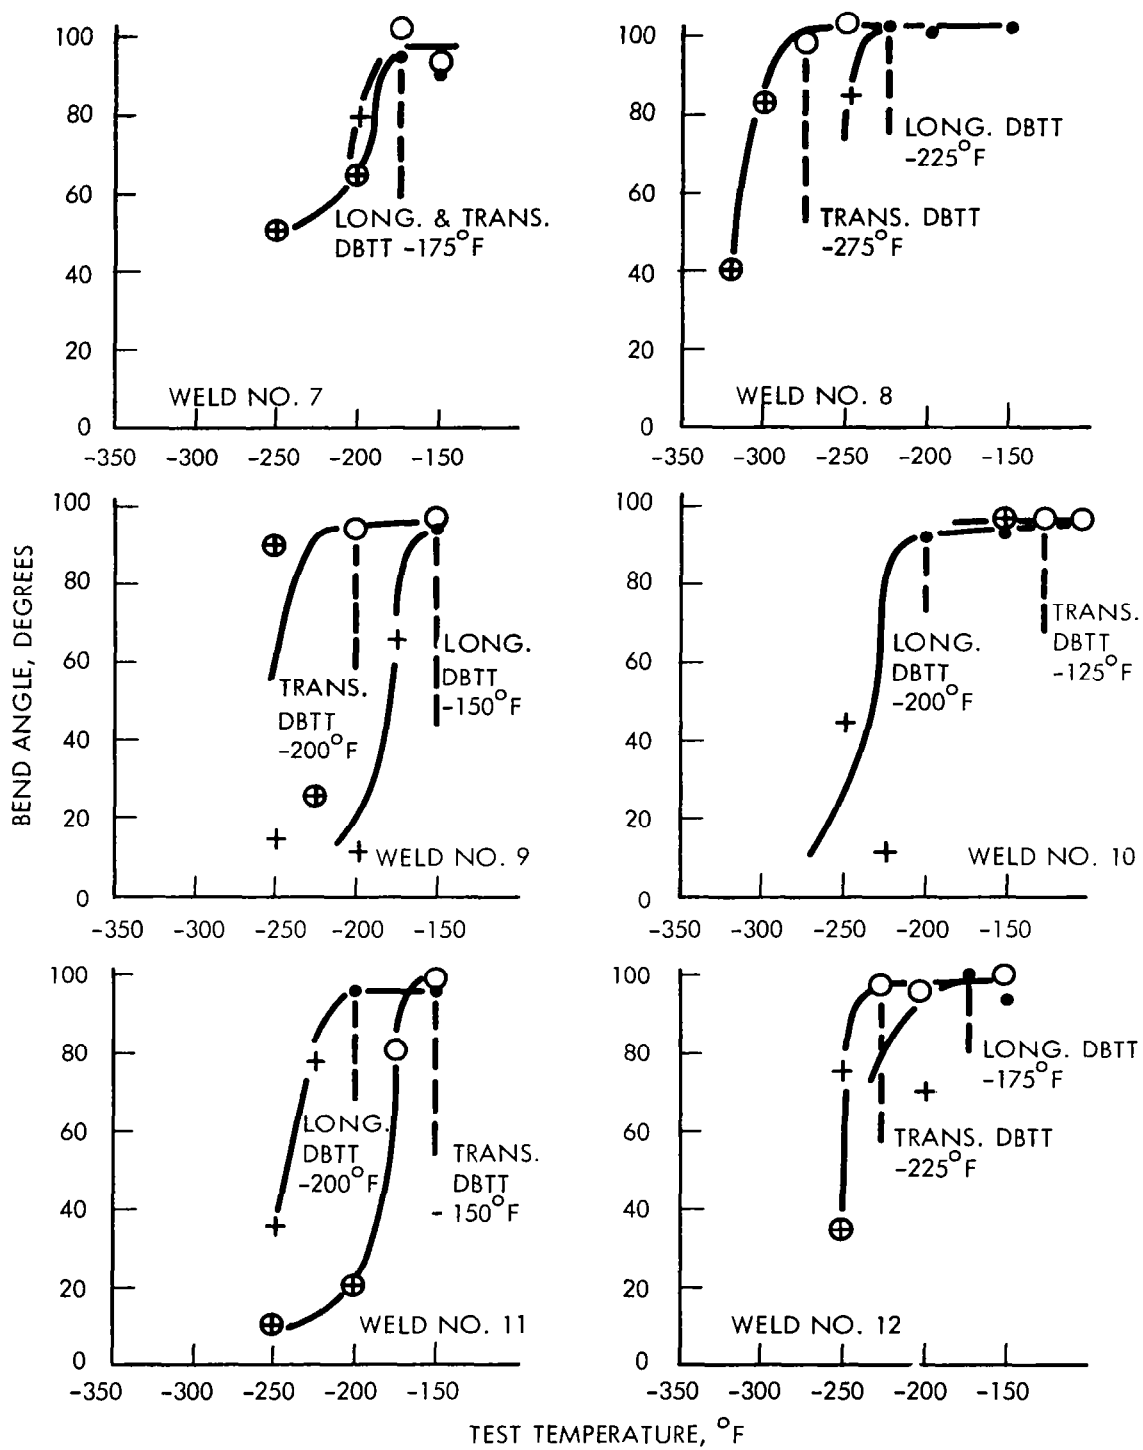 100
80
60
40
20
0
LONG. & TRANS.
DBTT -175°F
WELD NO. 7
-350 -300 -250 -200 -150
100
80
60
40
20
0
LONG. DBTT
-225°F
TRANS. DBTT
-275°F
WELD NO. 8
-350 -300 -250 -200 -150
BEND ANGLE, DEGREES
100
80
60
40
20
0
TRANS.
DBTT
-200°F
LONG.
DBTT
-150°F
WELD NO. 9
-350 -300 -250 -200 -150
100
80
60
40
20
0
LONG.
DBTT
-200°F
TRANS.
DBTT
-125°F
WELD NO. 10
-350 -300 -250 -200 -150
100
80
60
40
20
0
LONG.
DBTT
-200°F
TRANS.
DBTT
- 150°F
WELD NO. 11
-350 -300 -250 -200 -150
100
80
60
40
20
0
LONG. DBTT
-175°F
TRANS. DBTT
-225°F
WELD NO. 12
-350 -300 -250 -200 -150
TEST TEMPERATURE, °F